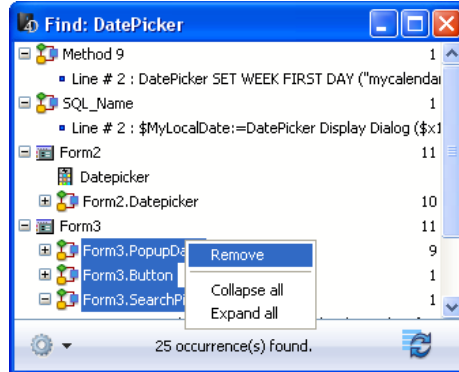 Find: DatePicker
Method 9 1
Line # 2 : DatePicker SET WEEK FIRST DAY ("mycalendar
SQL_Name 1
Line # 2 : $MyLocalDate:=DatePicker Display Dialog ($x1
Form2 11
Datepicker
Form2.Datepicker 10
Form3 11
Form3.PopupDa 9
Remove
Form3.Button 1
Form3.SearchPi 1
Collapse all
Expand all
25 occurrence(s) found.